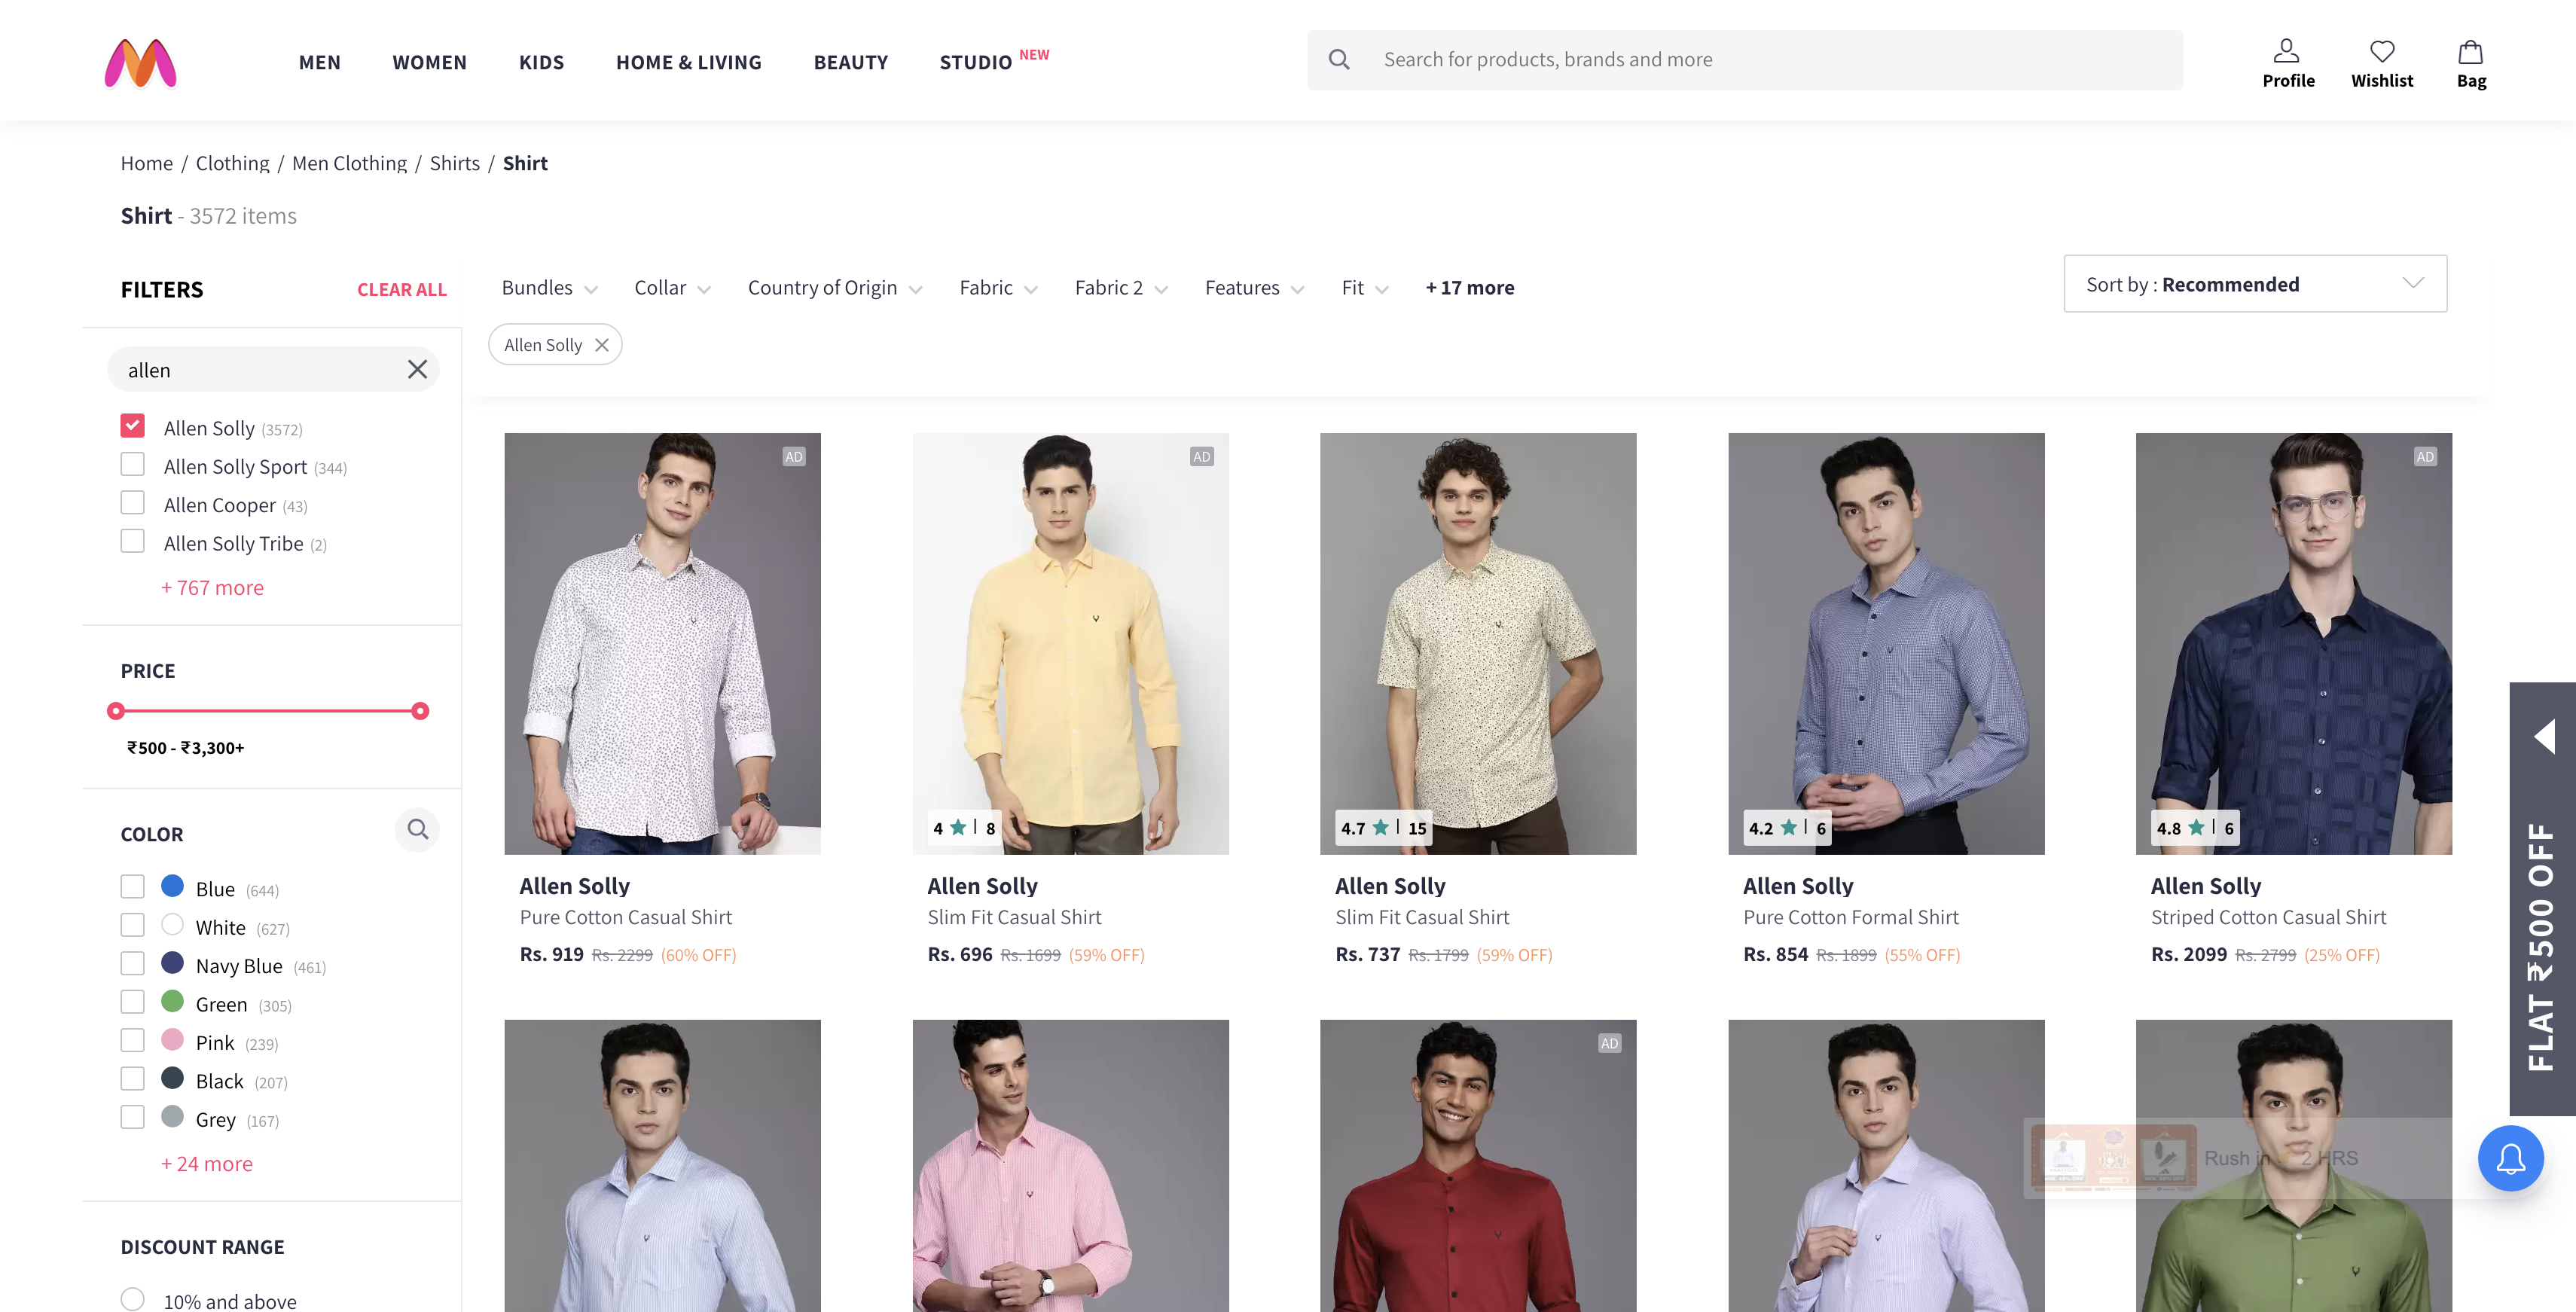 MEN WOMEN KIDS HOME & LIVING BEAUTY STUDIO NEW
Search for products, brands and more
Profile Wishlist Bag
Home / Clothing / Men Clothing / Shirts / Shirt
Shirt - 3572 items
FILTERS CLEAR ALL
Bundles Collar Country of Origin Fabric Fabric 2 Features Fit + 17 more
Sort by : Recommended
Allen Solly
allen
Allen Solly (3572)
Allen Solly Sport (344)
Allen Cooper (43)
Allen Solly Tribe (2)
+ 767 more
PRICE
₹500 - ₹3,300+
COLOR
Blue (644)
White (627)
Navy Blue (461)
Green (305)
Pink (239)
Black (207)
Grey (167)
+ 24 more
DISCOUNT RANGE
10% and above
AD
Allen Solly
Pure Cotton Casual Shirt
Rs. 919 Rs. 2299 (60% OFF)
AD
4 | 8
Allen Solly
Slim Fit Casual Shirt
Rs. 696 Rs. 1699 (59% OFF)
4.7 | 15
Allen Solly
Slim Fit Casual Shirt
Rs. 737 Rs. 1799 (59% OFF)
4.2 | 6
Allen Solly
Pure Cotton Formal Shirt
Rs. 854 Rs. 1899 (55% OFF)
AD
4.8 | 6
Allen Solly
Striped Cotton Casual Shirt
Rs. 2099 Rs. 2799 (25% OFF)
AD
Rush in 2 HRS
FLAT ₹500 OFF